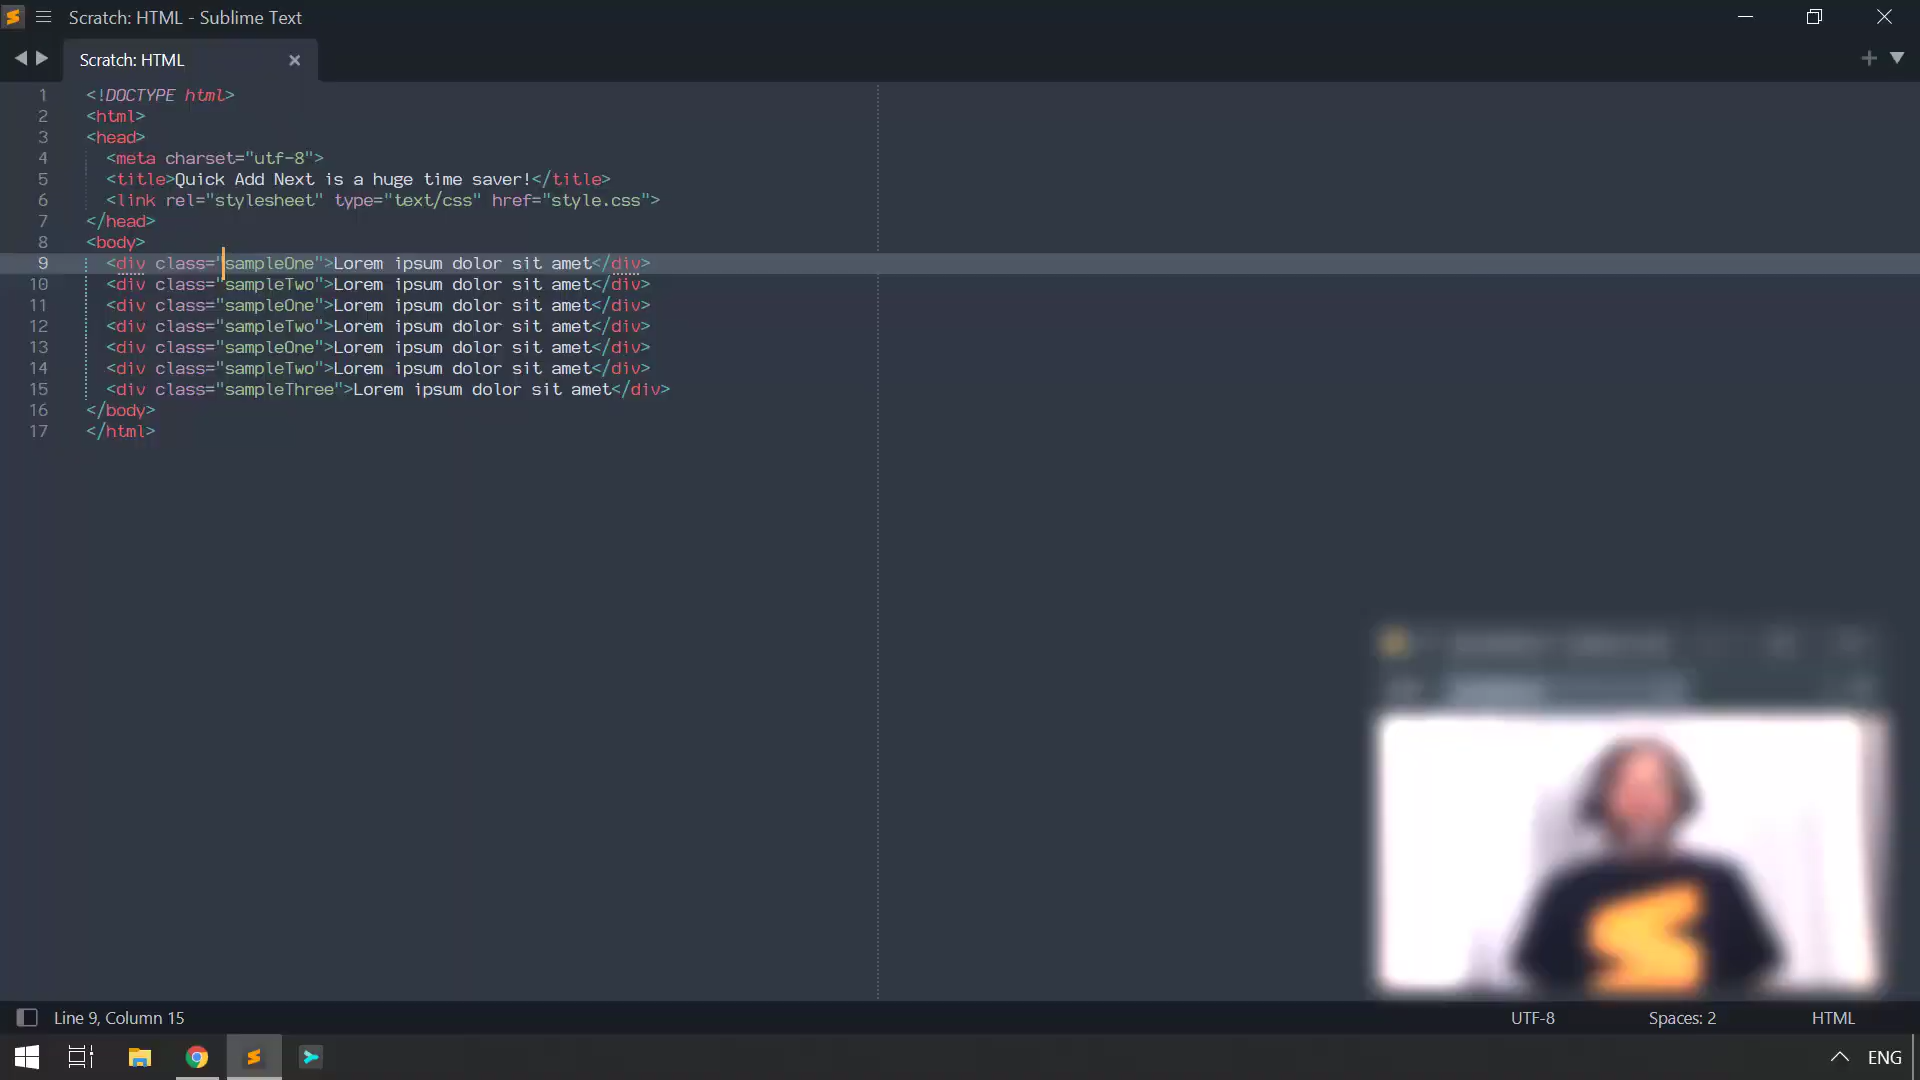 Scratch: HTML - Sublime Text
Scratch: HTML
1 <!DOCTYPE html>
2 <html>
3 <head>
4 <meta charset="utf-8">
5 <title>Quick Add Next is a huge time saver!</title>
6 <link rel="stylesheet" type="text/css" href="style.css">
7 </head>
8 <body>
9 <div class="sampleOne">Lorem ipsum dolor sit amet</div>
10 <div class="sampleTwo">Lorem ipsum dolor sit amet</div>
11 <div class="sampleOne">Lorem ipsum dolor sit amet</div>
12 <div class="sampleTwo">Lorem ipsum dolor sit amet</div>
13 <div class="sampleOne">Lorem ipsum dolor sit amet</div>
14 <div class="sampleTwo">Lorem ipsum dolor sit amet</div>
15 <div class="sampleThree">Lorem ipsum dolor sit amet</div>
16 </body>
17 </html>
Line 9, Column 15 UTF-8 Spaces: 2 HTML
ENG